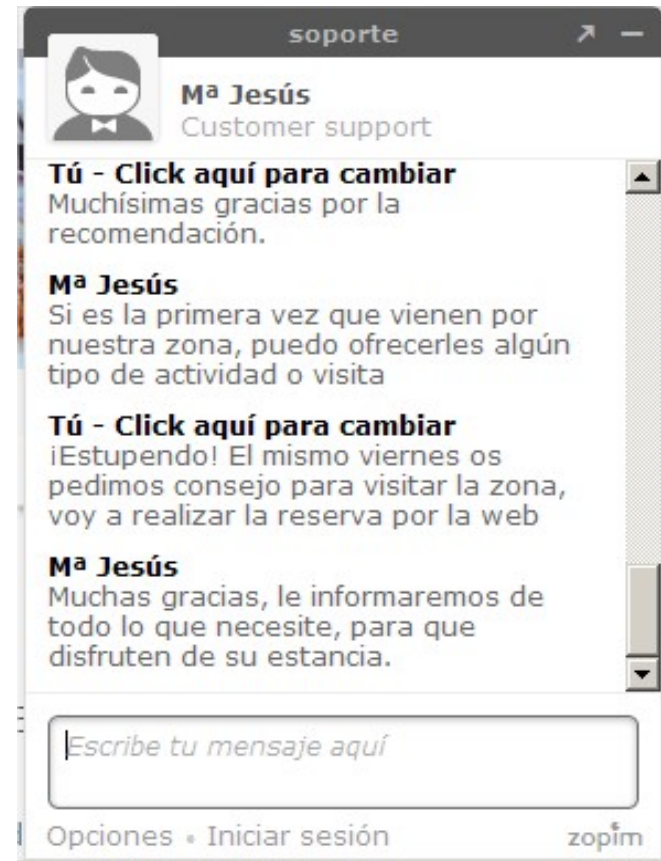 soporte
Mª Jesús
Customer support
Tú - Click aquí para cambiar
Muchísimas gracias por la
recomendación.
Mª Jesús
Si es la primera vez que vienen por
nuestra zona, puedo ofrecerles algún
tipo de actividad o visita
Tú - Click aquí para cambiar
¡Estupendo! El mismo viernes os
pedimos consejo para visitar la zona,
voy a realizar la reserva por la web
Mª Jesús
Muchas gracias, le informaremos de
todo lo que necesite, para que
disfruten de su estancia.
Escribe tu mensaje aquí
Opciones • Iniciar sesión
zopim